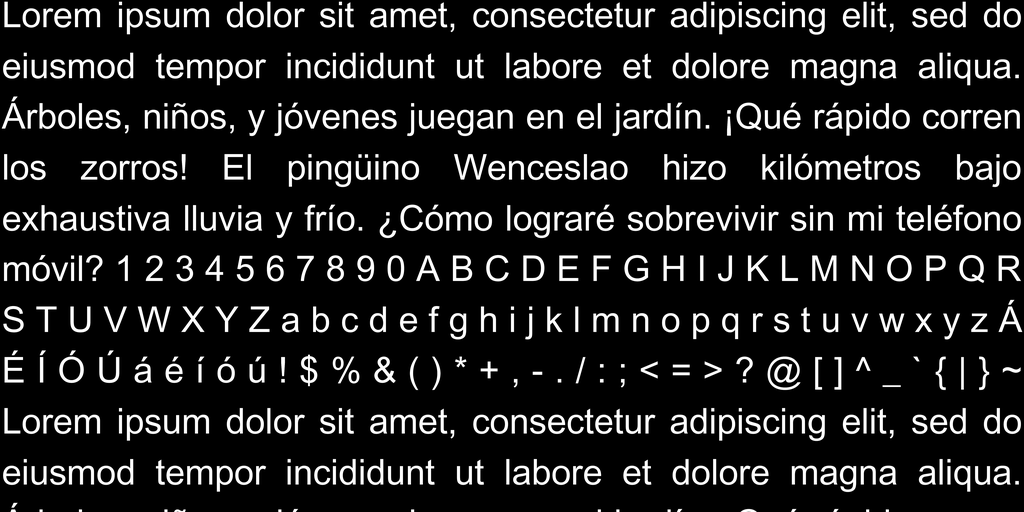 Lorem ipsum dolor sit amet, consectetur adipiscing elit, sed do
eiusmod tempor incididunt ut labore et dolore magna aliqua.
Árboles, niños, y jóvenes juegan en el jardín. ¡Qué rápido corren
los zorros! El pingüino Wenceslao hizo kilómetros bajo
exhaustiva lluvia y frío. ¿Cómo lograré sobrevivir sin mi teléfono
móvil? 1 2 3 4 5 6 7 8 9 0 A B C D E F G H I J K L M N O P Q R
S T U V W X Y Z a b c d e f g h i j k l m n o p q r s t u v w x y z Á
É Í Ó Ú á é í ó ú ! $ % & ( ) * + , - . / : ; < = > ? @ [ ] ^ _ ` { | } ~
Lorem ipsum dolor sit amet, consectetur adipiscing elit, sed do
eiusmod tempor incididunt ut labore et dolore magna aliqua.